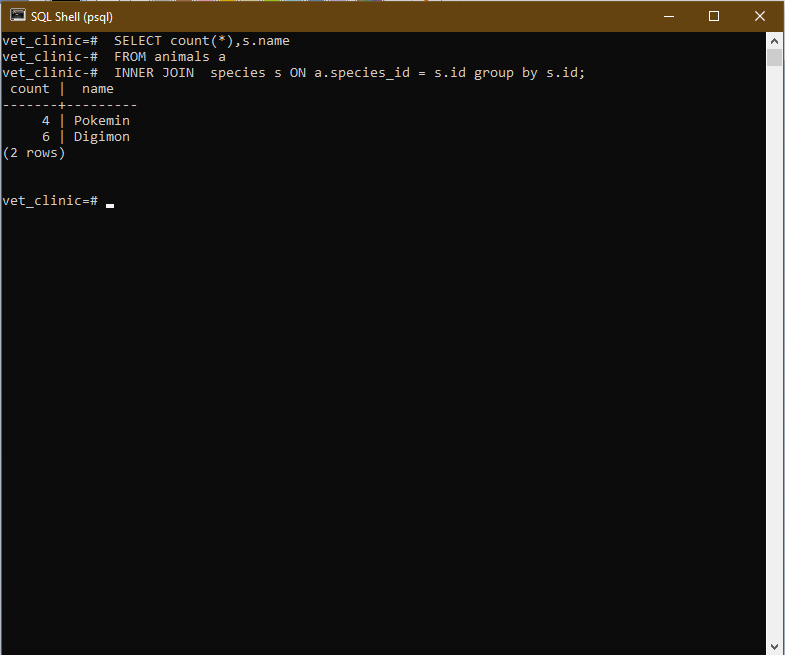 SQL Shell (psql)
vet_clinic=#  SELECT count(*),s.name
vet_clinic-#  FROM animals a
vet_clinic-#  INNER JOIN  species s ON a.species_id = s.id group by s.id;
 count |  name
-------+---------
     4 | Pokemin
     6 | Digimon
(2 rows)
vet_clinic=#